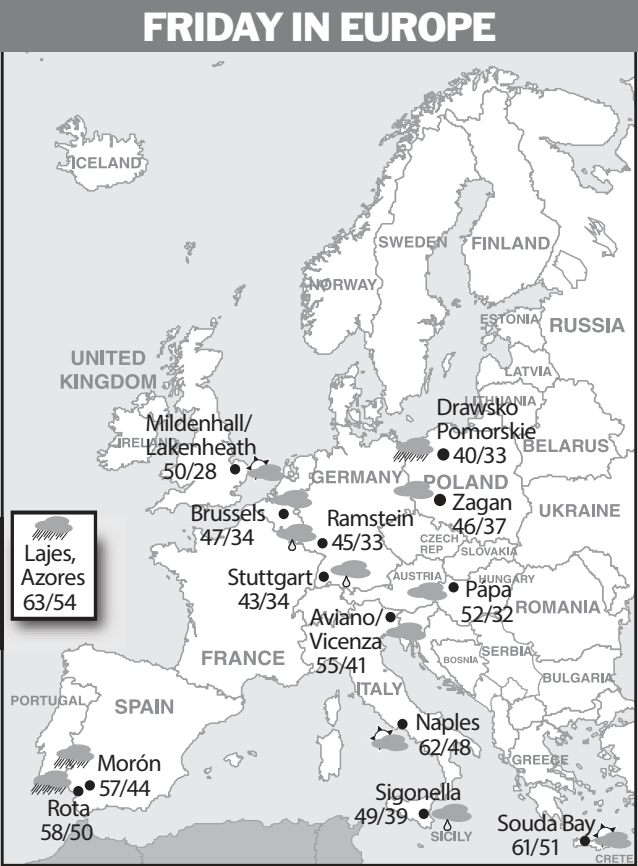 FRIDAY IN EUROPE
ICELAND
SWEDEN
FINLAND
NORWAY
ESTONIA
RUSSIA
UNITED
KINGDOM
LATVIA
LITHUANIA
Mildenhall/
Lakenheath
50/28
IRELAND
Drawsko
Pomorskie
40/33
BELARUS
GERMANY
POLAND
Zagan
46/37
UKRAINE
Brussels
47/34
Ramstein
45/33
CZECH
REP
SLOVAKIA
Lajes,
Azores
63/54
Stuttgart
43/34
AUSTRIA
HUNGARY
Pápa
52/32
ROMANIA
Aviano/
Vicenza
55/41
FRANCE
BOSNIA
SERBIA
BULGARIA
ITALY
PORTUGAL
SPAIN
Naples
62/48
GREECE
Morón
57/44
Rota
58/50
Sigonella
49/39
SICILY
Souda Bay
61/51
CRETE